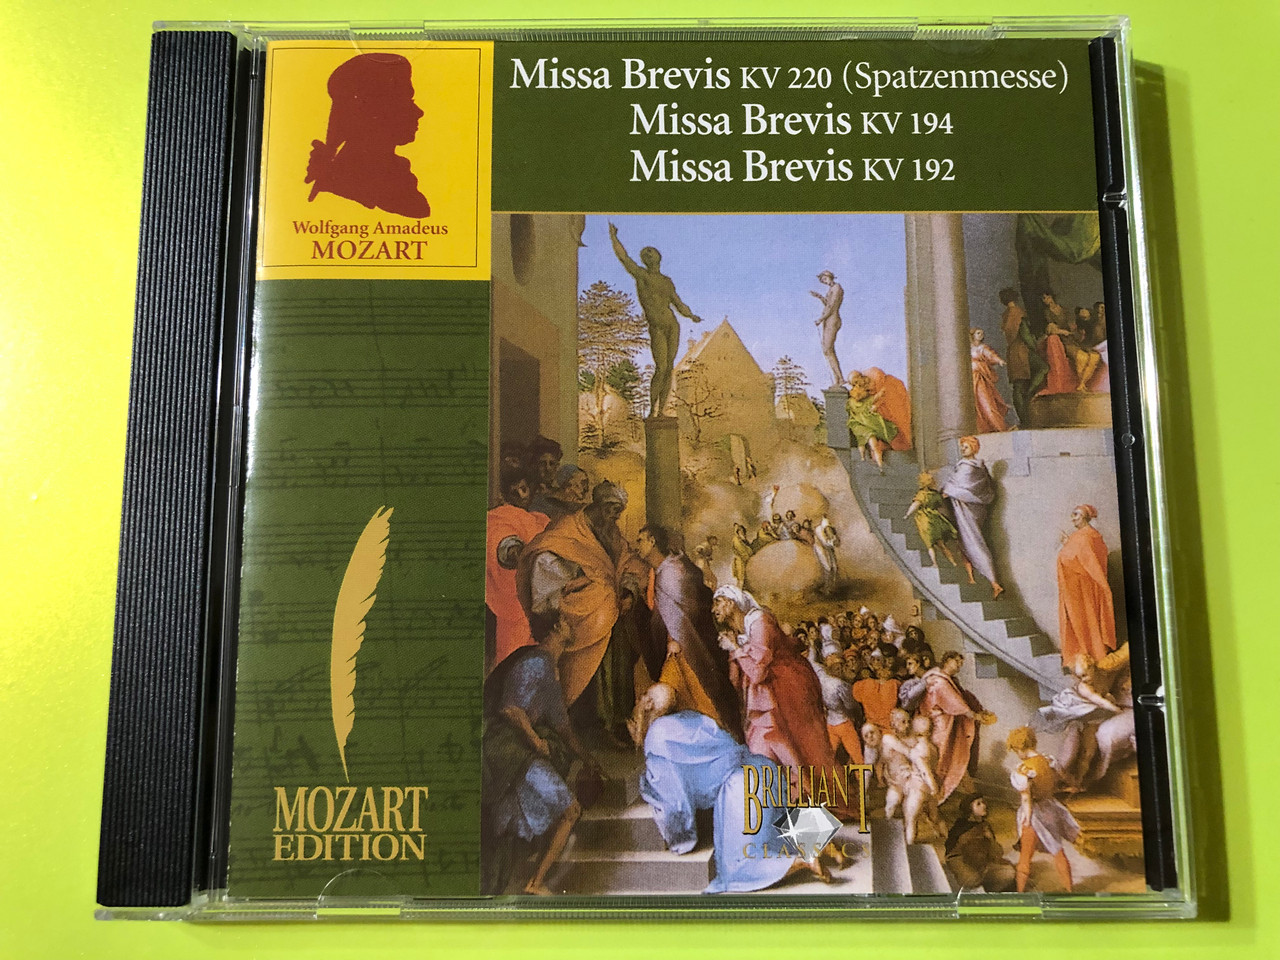 Missa Brevis KV 220 (Spatzenmesse)
Missa Brevis KV 194
Missa Brevis KV 192
Wolfgang Amadeus
MOZART
MOZART
EDITION
BRILLIANT
CLASSICS